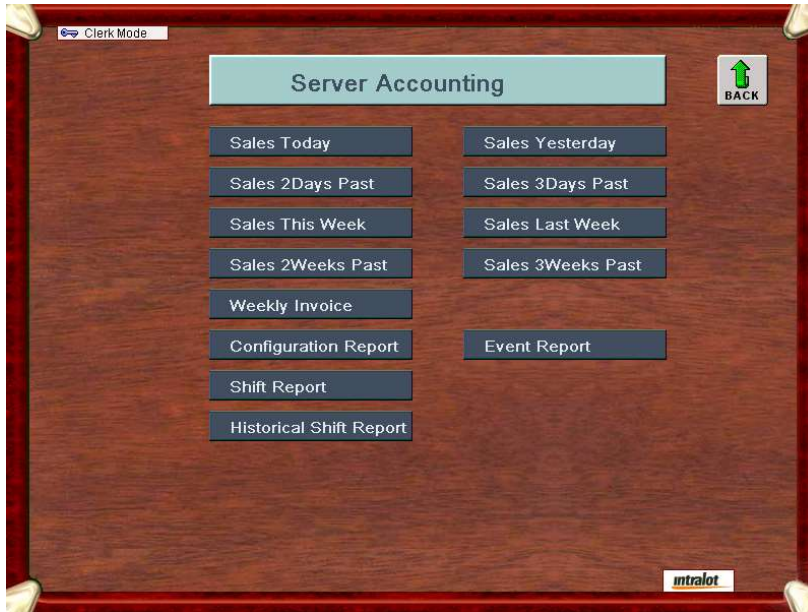 Clerk Mode
Server Accounting
BACK
Sales Today
Sales Yesterday
Sales 2Days Past
Sales 3Days Past
Sales This Week
Sales Last Week
Sales 2Weeks Past
Sales 3Weeks Past
Weekly Invoice
Configuration Report
Event Report
Shift Report
Historical Shift Report
intralot